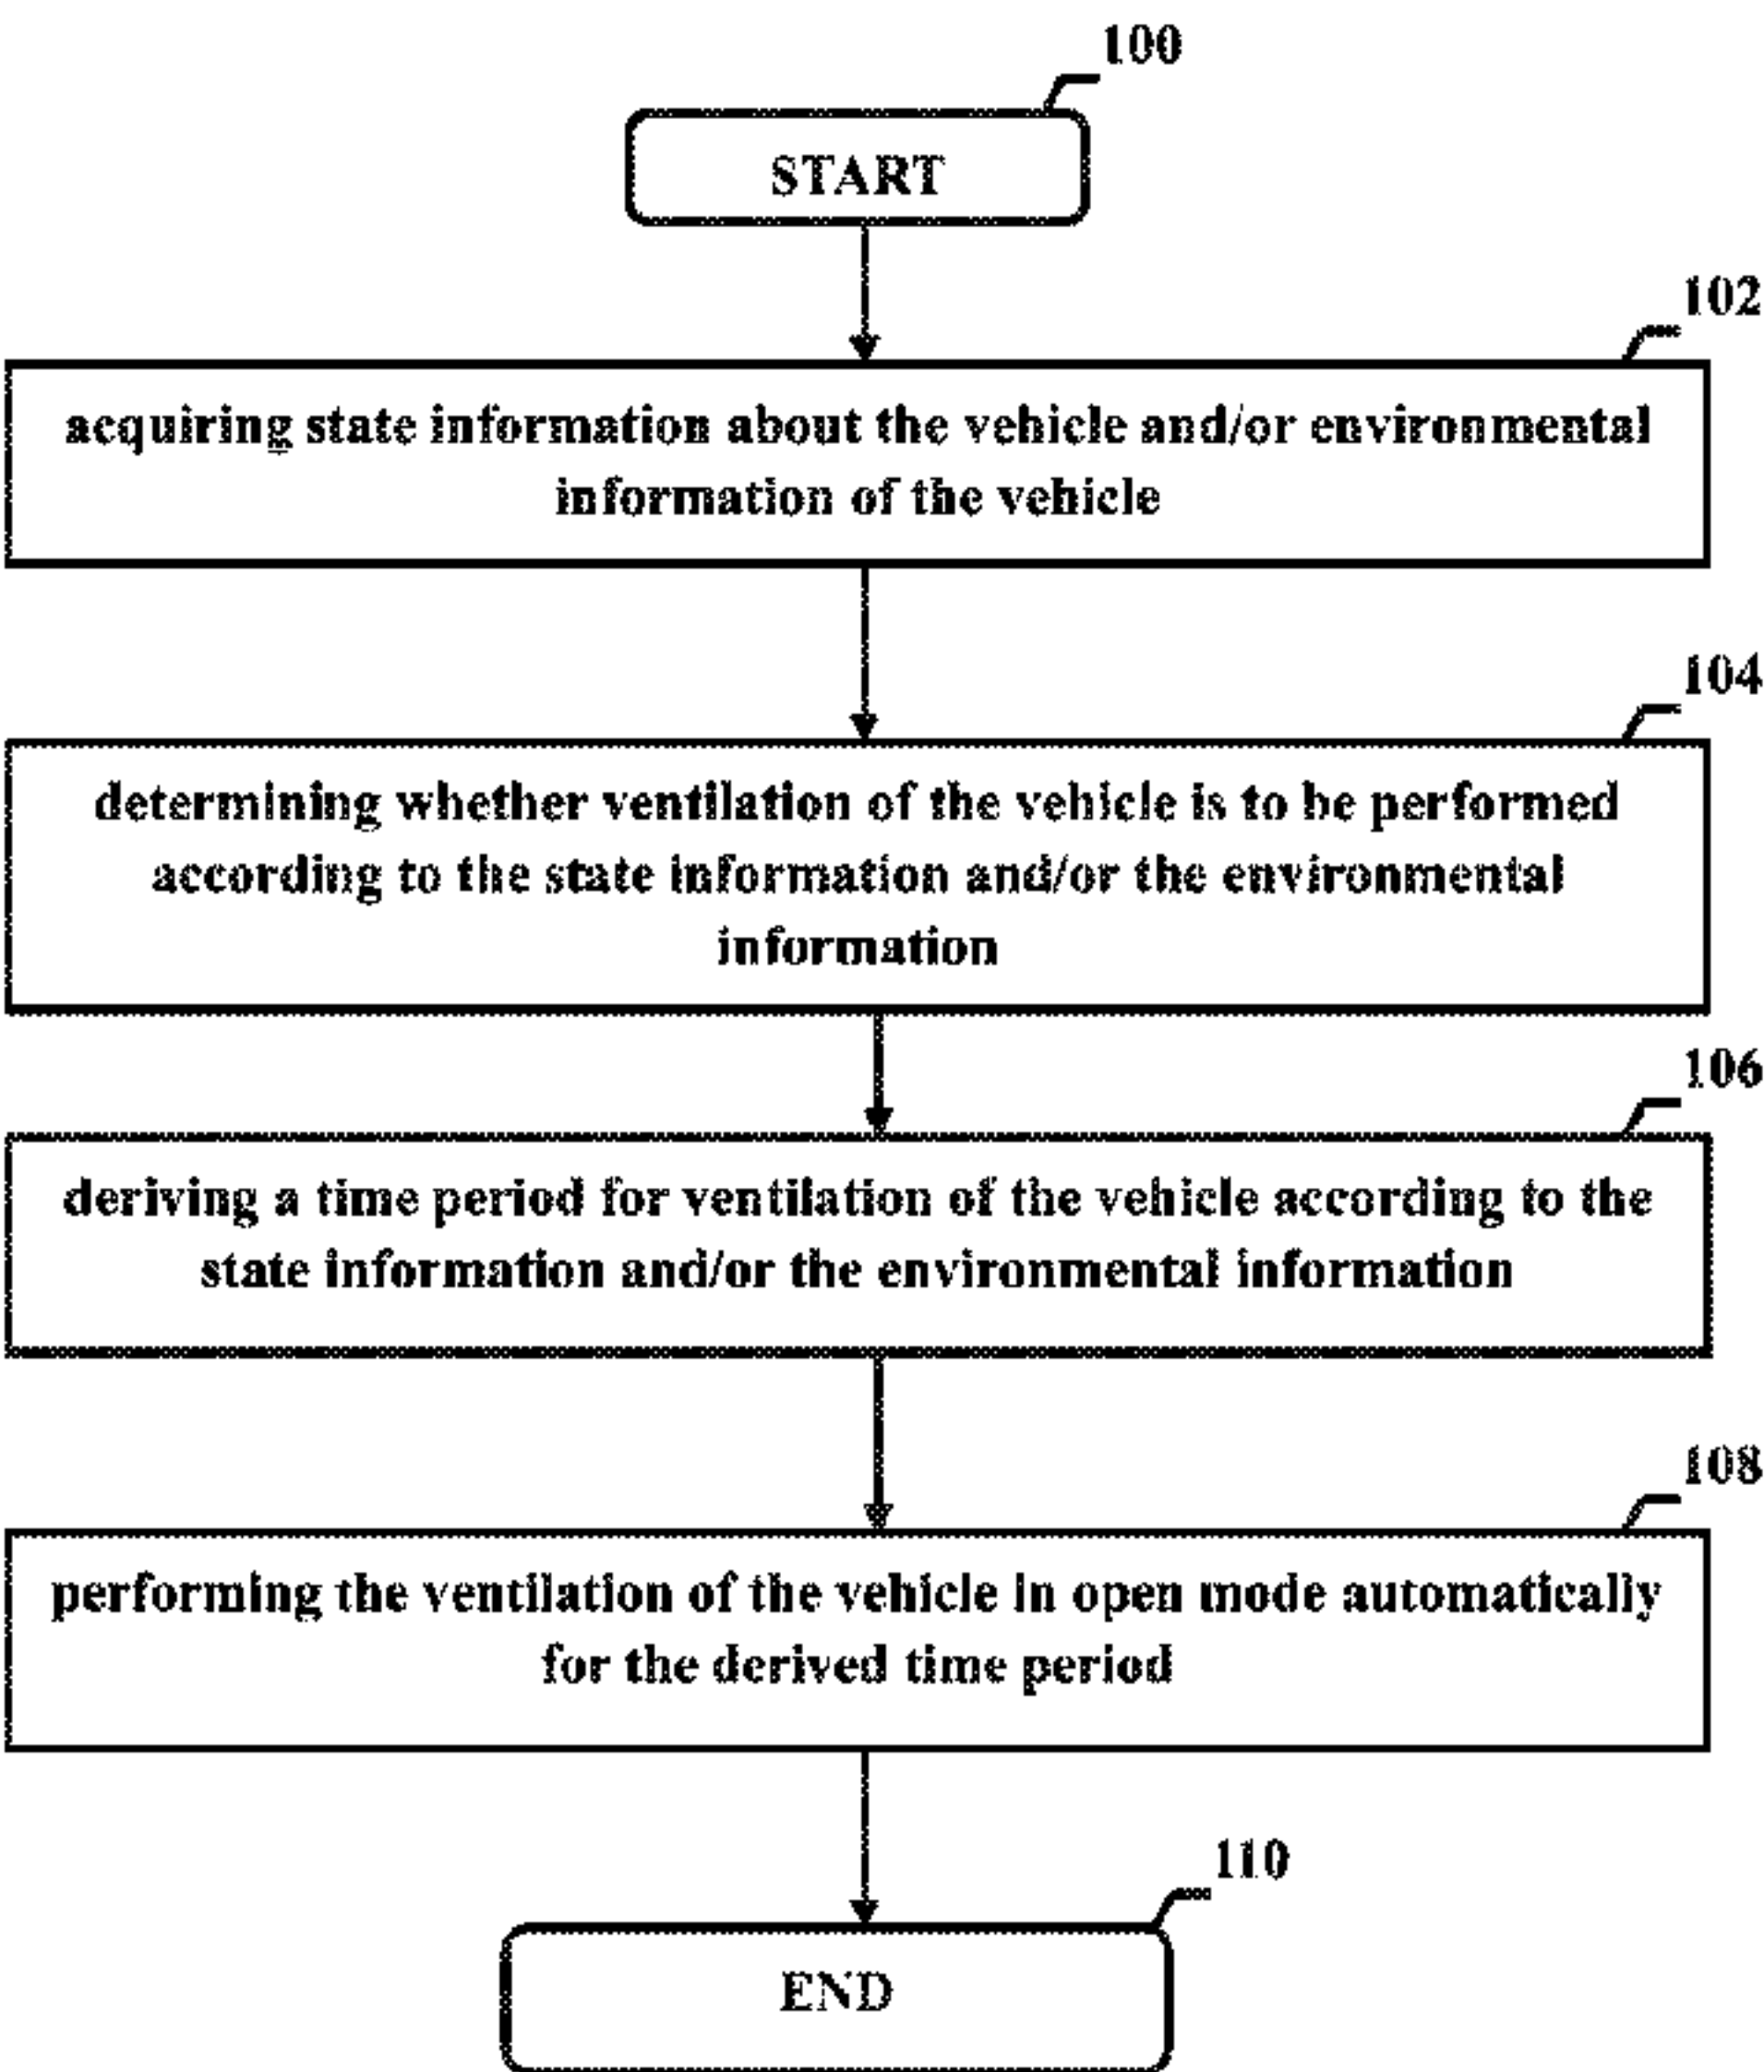 100
START
102
acquiring state information about the vehicle and/or environmental
information of the vehicle
104
determining whether ventilation of the vehicle is to be performed
according to the state information and/or the environmental
information
106
deriving a time period for ventilation of the vehicle according to the
state information and/or the environmental information
108
performing the ventilation of the vehicle in open mode automatically
for the derived time period
110
END